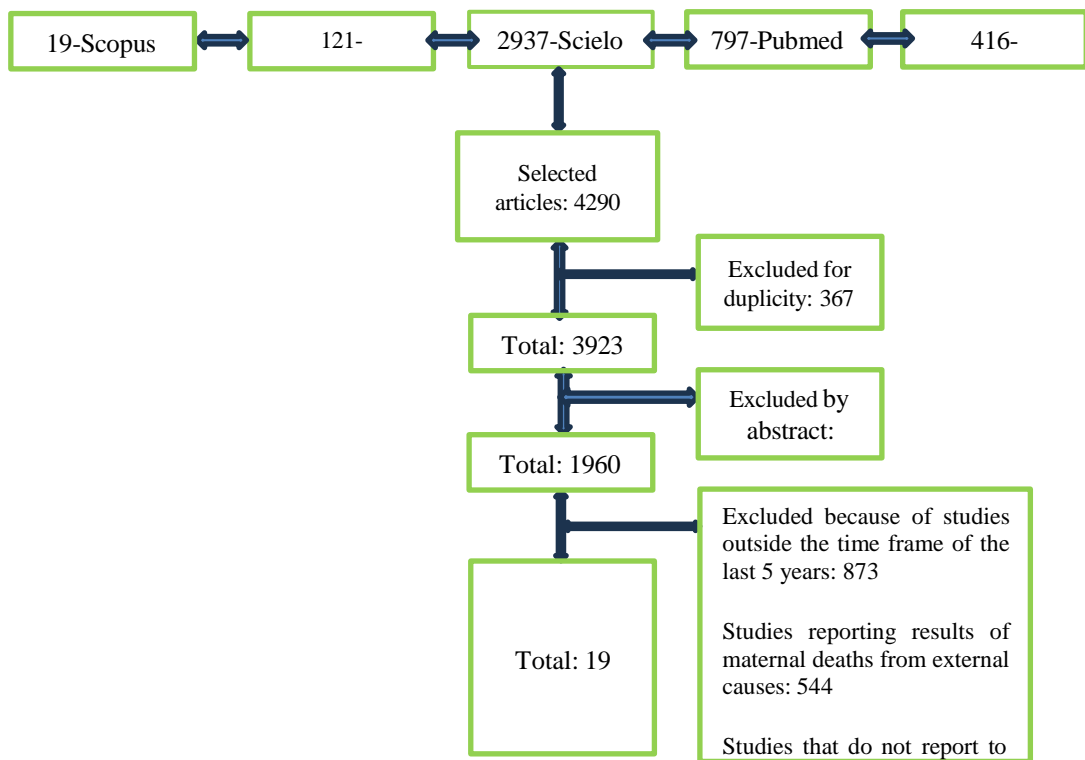 19-Scopus
121-
2937-Scielo
797-Pubmed
416-
Selected
articles: 4290
Excluded for
duplicity: 367
Total: 3923
Excluded by
abstract:
Total: 1960
Excluded because of studies
outside the time frame of the
last 5 years: 873
Studies reporting results of
maternal deaths from external
causes: 544
Total: 19
Studies that do not report to